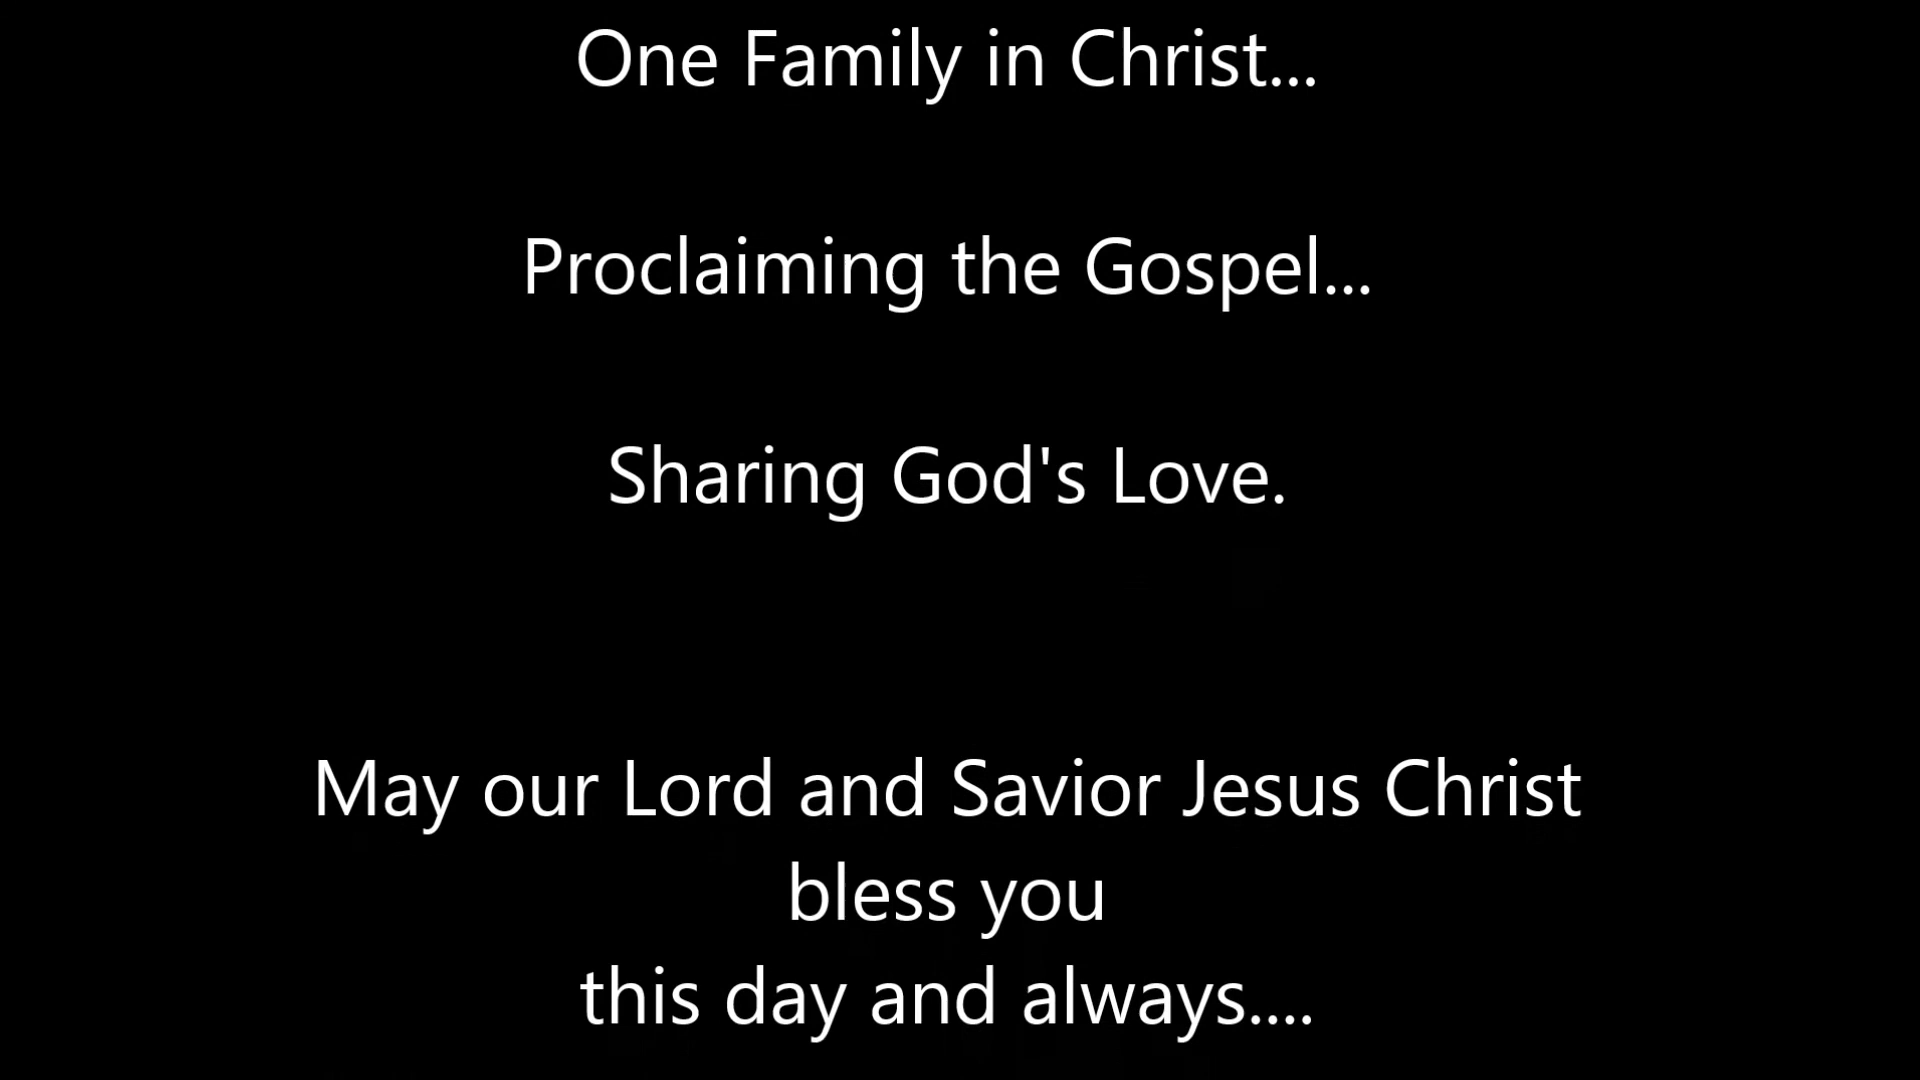 One Family in Christ...
Proclaiming the Gospel...
Sharing God's Love.
May our Lord and Savior Jesus Christ
bless you
this day and always....